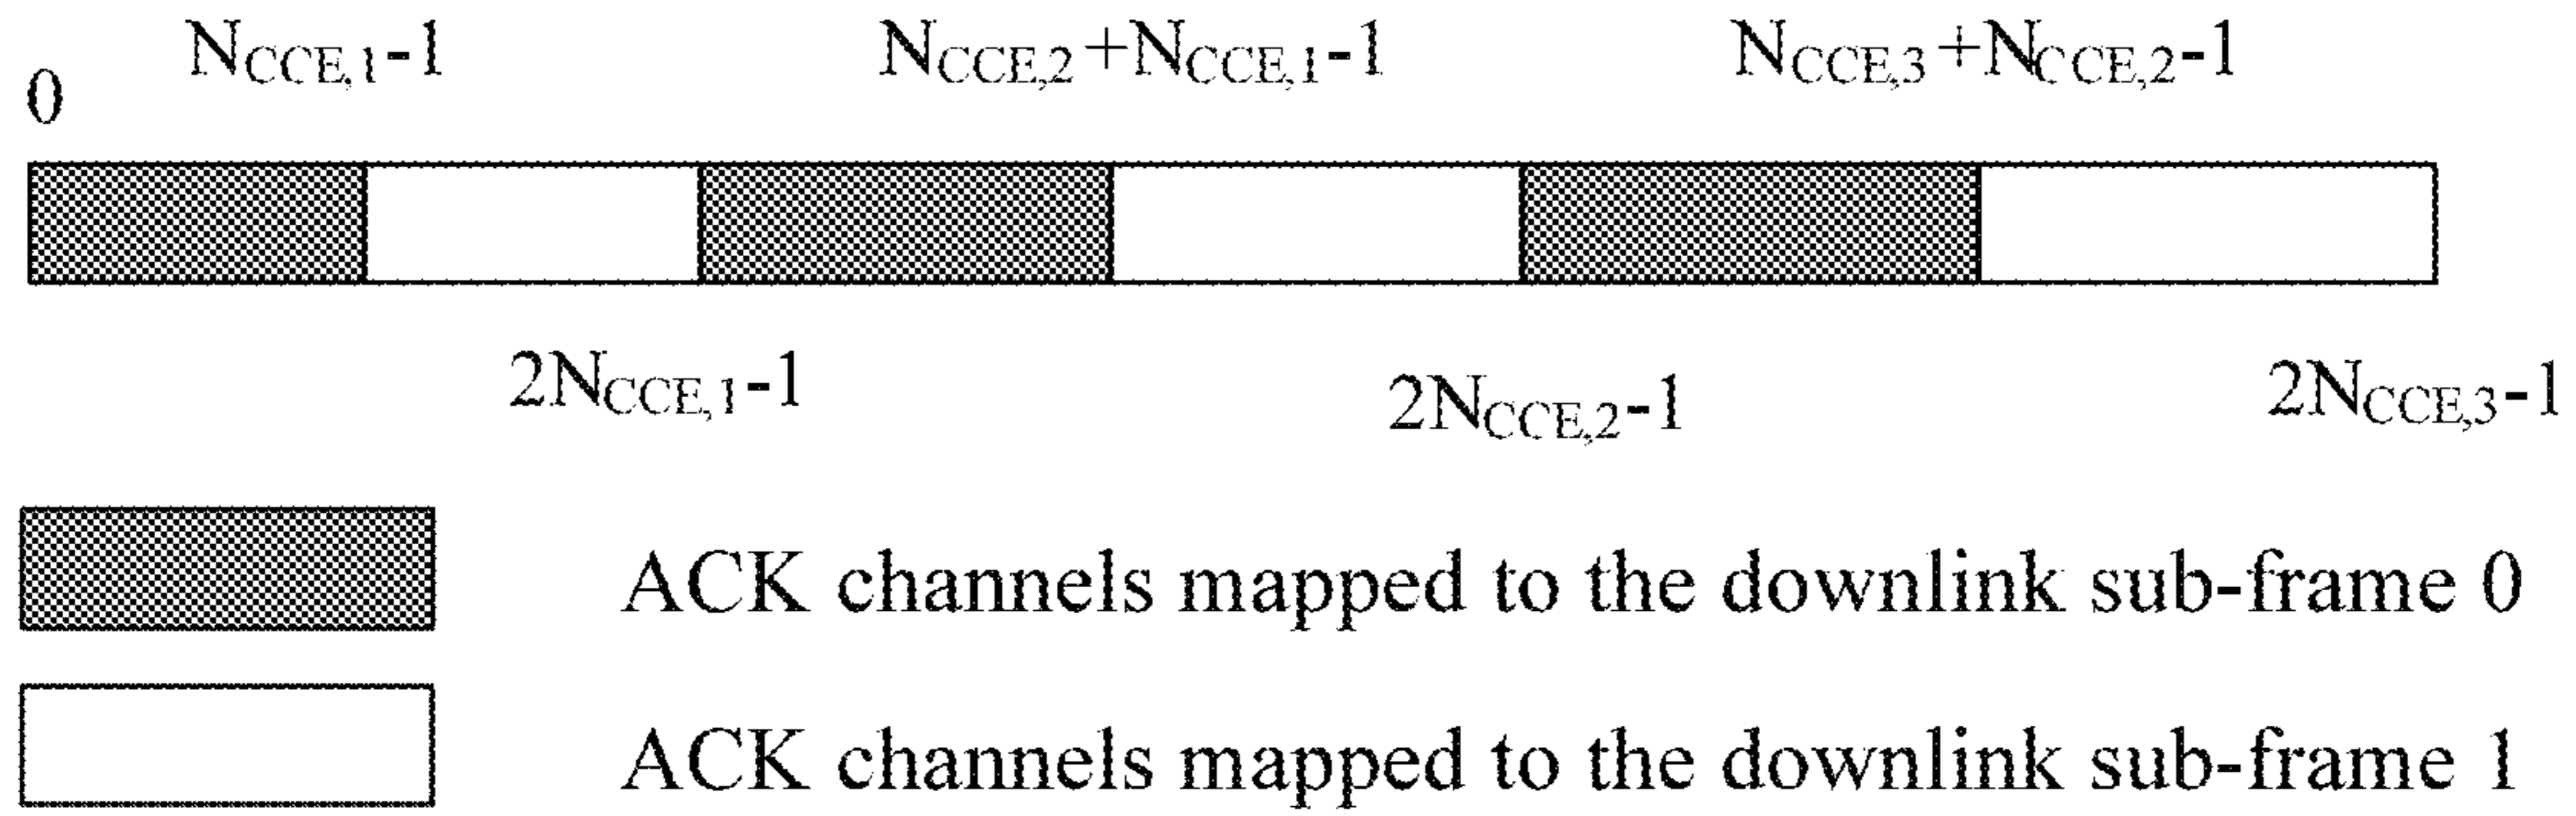 0 N_CCE,1-1 N_CCE,2+N_CCE,1-1 N_CCE,3+N_CCE,2-1
2N_CCE,1-1 2N_CCE,2-1 2N_CCE,3-1
ACK channels mapped to the downlink sub-frame 0
ACK channels mapped to the downlink sub-frame 1